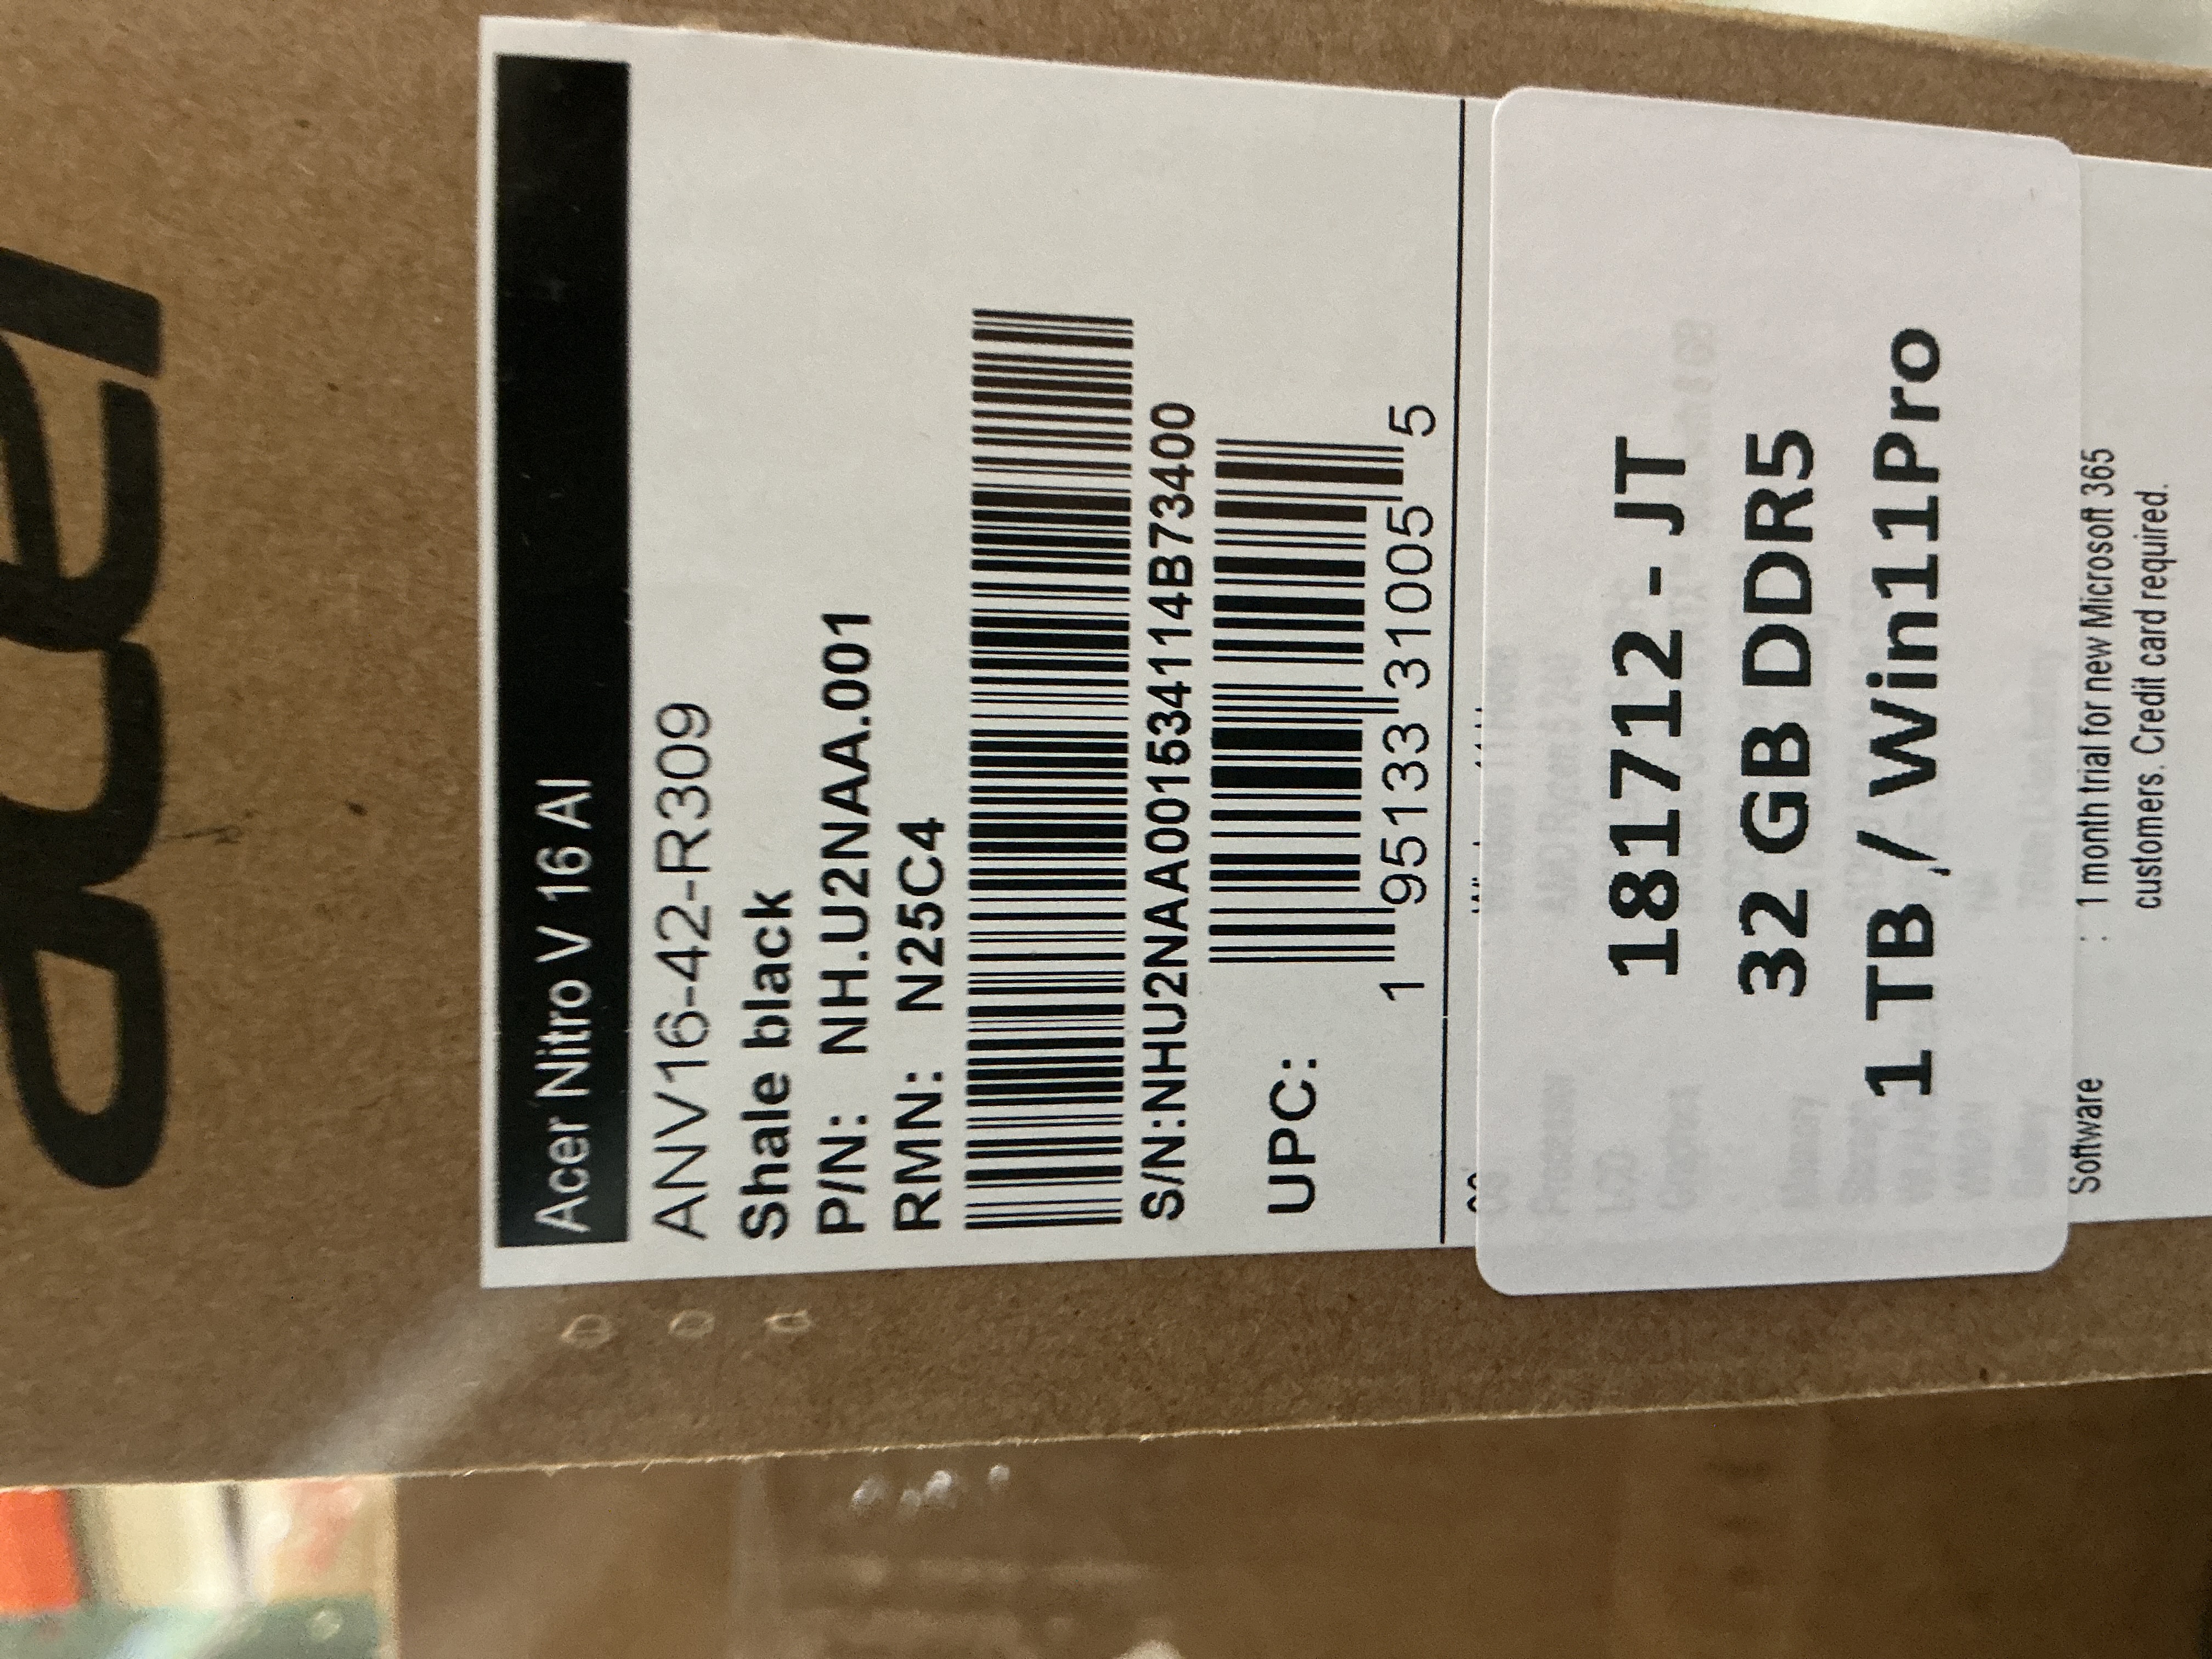 acer
Acer Nitro V 16 AI
ANV16-42-R309
Shale black
P/N: NH.U2NAA.001
RMN: N25C4
S/N:NHU2NAA00153411​4B73400
UPC:
1 95133 31005 5
181712 - JT
32 GB DDR5
1 TB / Win11Pro
Software : 1 month trial for new Microsoft 365
customers. Credit card required.